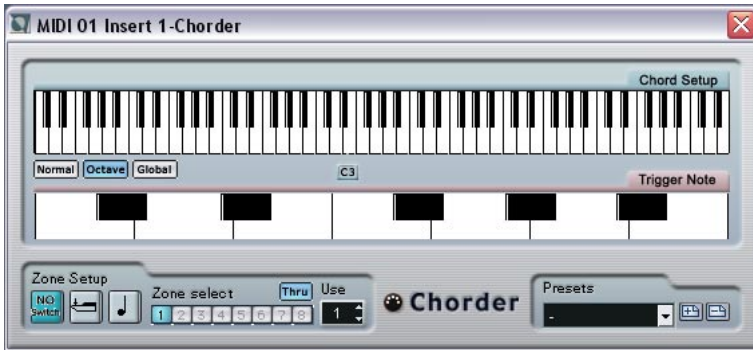 MIDI 01 Insert 1-Chorder
Chord Setup
Normal Octave Global
C3
Trigger Note
Zone Setup
NO Switch
Zone select Thru Use
1 2 3 4 5 6 7 8 1
Chorder
Presets
-